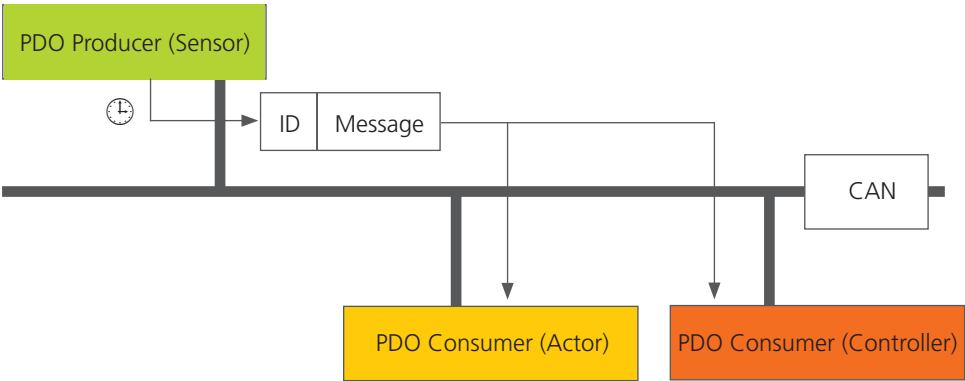 PDO Producer (Sensor)
ID
Message
CAN
PDO Consumer (Actor)
PDO Consumer (Controller)